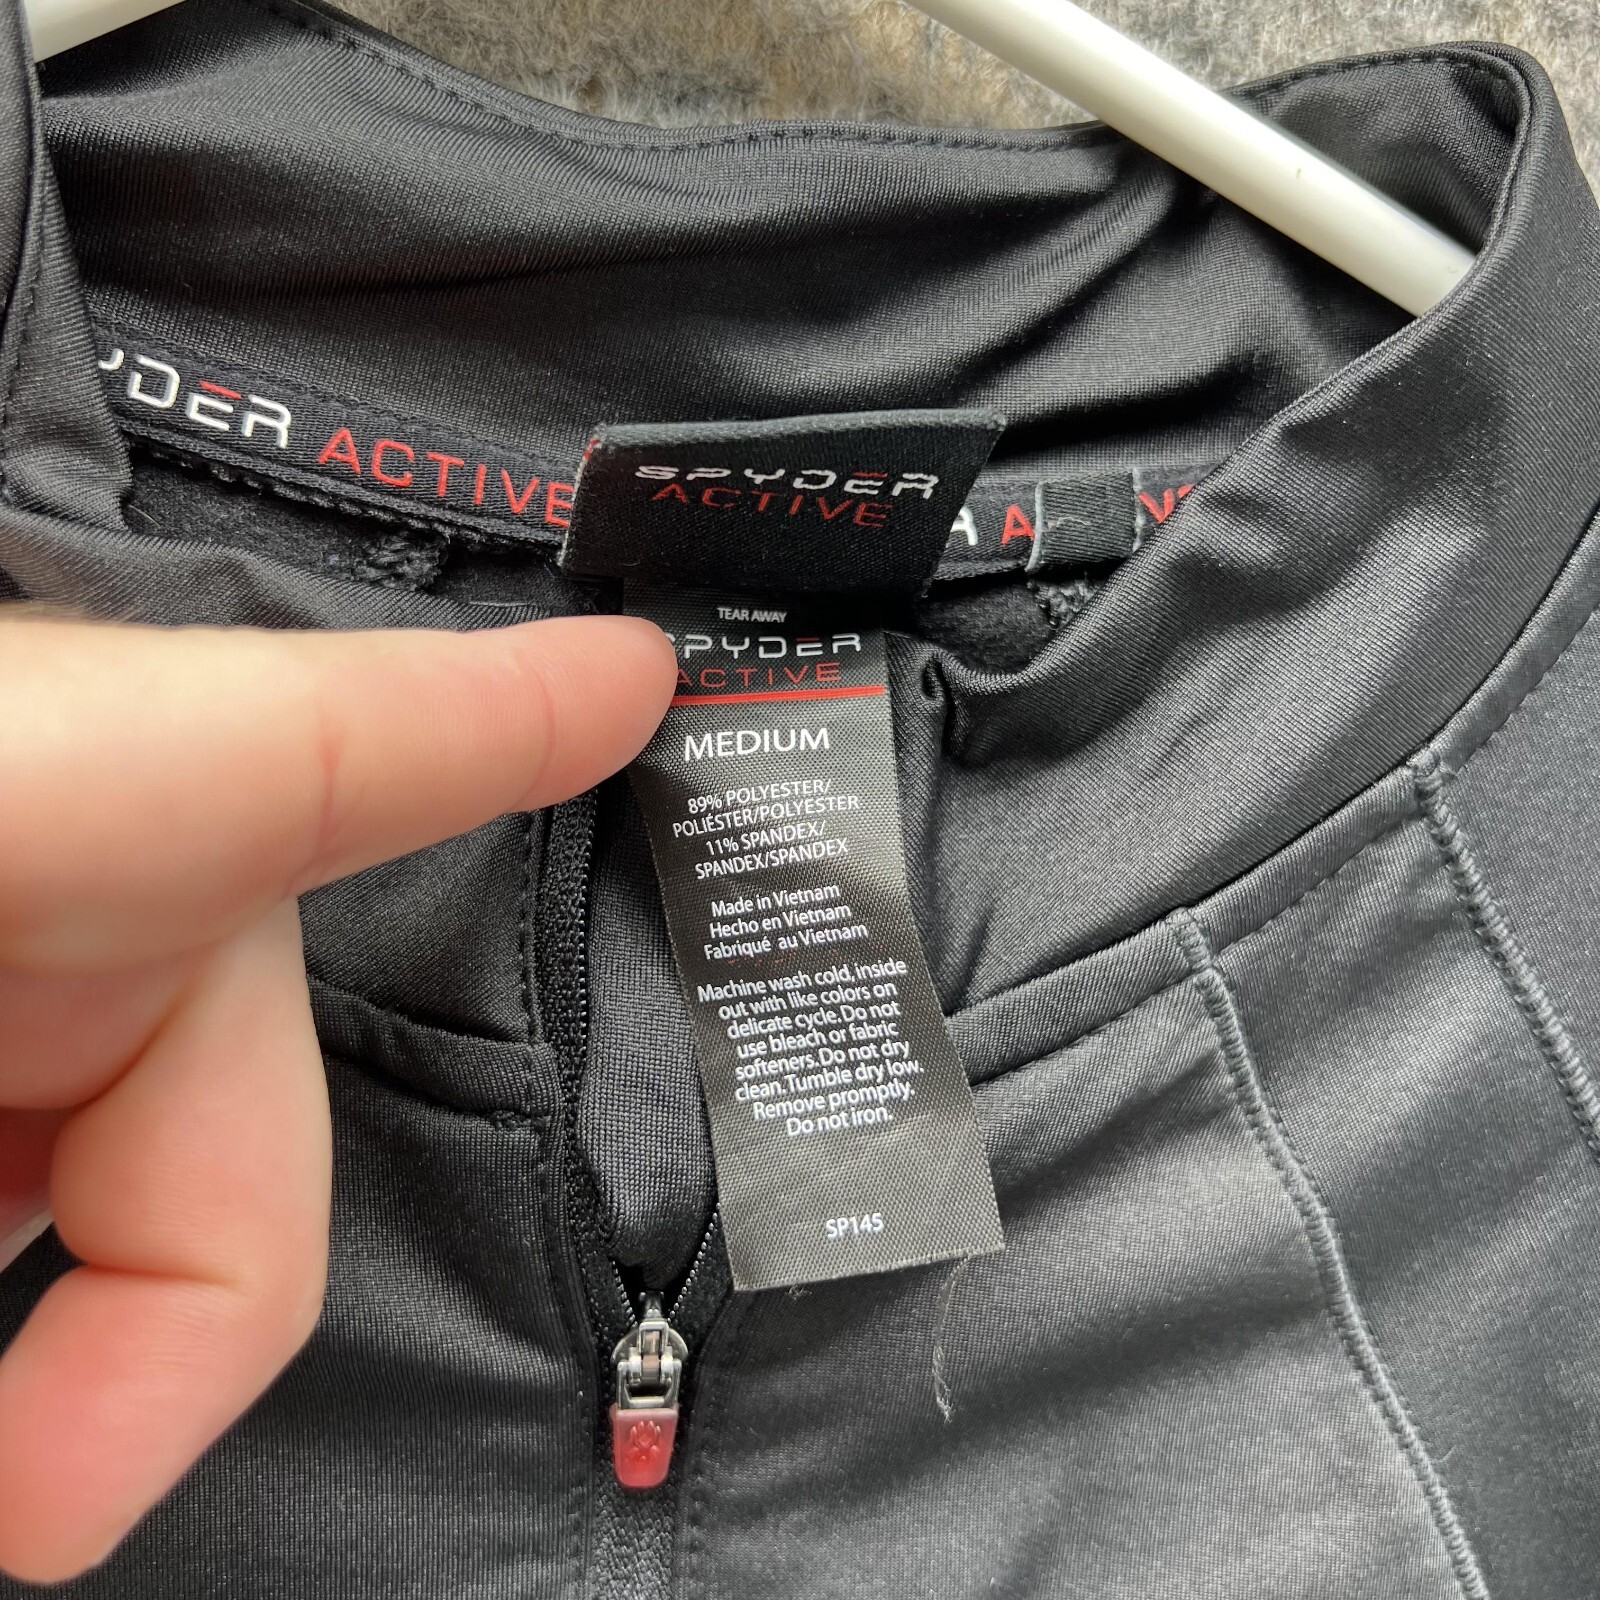 YDER ACTIVE
SPYDER
ACTIVE
R A
TEAR AWAY
SPYDER
ACTIVE
MEDIUM
89% POLYESTER/
POLIÉSTER/POLYESTER
11% SPANDEX/
SPANDEX/SPANDEX
Made in Vietnam
Hecho en Vietnam
Fabriqué au Vietnam
Machine wash cold, inside
out with like colors on
delicate cycle. Do not
use bleach or fabric
softeners. Do not dry
clean. Tumble dry low.
Remove promptly.
Do not iron.
SP145